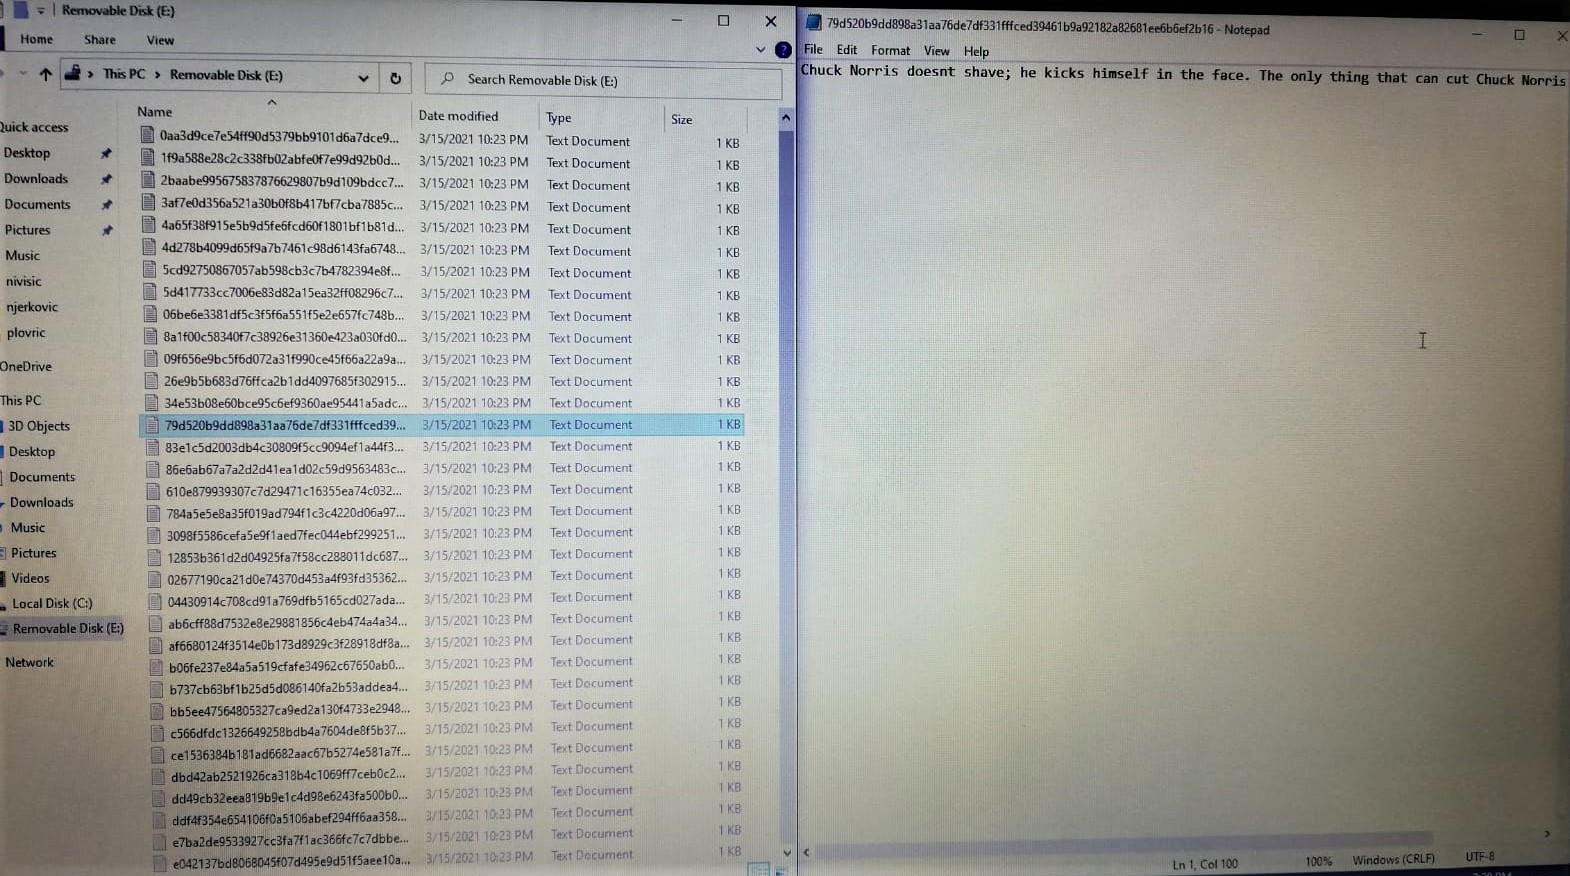 Removable Disk (E:)
Home Share View
This PC > Removable Disk (E:)
Search Removable Disk (E:)
Name Date modified Type Size
Quick access
Desktop
Downloads
Documents
Pictures
Music
nivisic
njerkovic
plovric
OneDrive
This PC
3D Objects
Desktop
Documents
Downloads
Music
Pictures
Videos
Local Disk (C:)
Removable Disk (E:)
Network
0aa3d9ce7e54ff90d5379bb9101d6a7dce9... 3/15/2021 10:23 PM Text Document 1 KB
1f9a588e28c2c338fb02abfe0f7e99d92b0d... 3/15/2021 10:23 PM Text Document 1 KB
2baabe995675837876629807b9d109bdcc7... 3/15/2021 10:23 PM Text Document 1 KB
3af7e0d356a521a30b0f8b417bf7cba7885c... 3/15/2021 10:23 PM Text Document 1 KB
4a65f38f915e5b9d5fe6fcd60f1801bf1b81d... 3/15/2021 10:23 PM Text Document 1 KB
4d278b4099d65f9a7b7461c98d6143fa6748... 3/15/2021 10:23 PM Text Document 1 KB
5cd92750867057ab598cb3c7b4782394e8f... 3/15/2021 10:23 PM Text Document 1 KB
5d417733cc7006e83d82a15ea32ff08296c7... 3/15/2021 10:23 PM Text Document 1 KB
06be6e3381df5c3f5f6a551f5e2e657fc748b... 3/15/2021 10:23 PM Text Document 1 KB
8a1f00c58340f7c38926e31360e423a030fd0... 3/15/2021 10:23 PM Text Document 1 KB
09f656e9bc5f6d072a31f990ce45f66a22a9a... 3/15/2021 10:23 PM Text Document 1 KB
26e9b5b683d76ffca2b1dd4097685f302915... 3/15/2021 10:23 PM Text Document 1 KB
34e53b08e60bce95c6ef9360ae95441a5adc... 3/15/2021 10:23 PM Text Document 1 KB
79d520b9dd898a31aa76de7df331fffced39... 3/15/2021 10:23 PM Text Document 1 KB
83e1c5d2003db4c30809f5cc9094ef1a44f3... 3/15/2021 10:23 PM Text Document 1 KB
86e6ab67a7a2d2d41ea1d02c59d9563483c... 3/15/2021 10:23 PM Text Document 1 KB
610e879939307c7d29471c16355ea74c032... 3/15/2021 10:23 PM Text Document 1 KB
784a5e5e8a35f019ad794f1c3c4220d06a97... 3/15/2021 10:23 PM Text Document 1 KB
3098f5586cefa5e9f1aed7fec044ebf299251... 3/15/2021 10:23 PM Text Document 1 KB
12853b361d2d04925fa7f58cc288011dc687... 3/15/2021 10:23 PM Text Document 1 KB
02677190ca21d0e74370d453a4f93fd35362... 3/15/2021 10:23 PM Text Document 1 KB
04430914c708cd91a769dfb5165cd027ada... 3/15/2021 10:23 PM Text Document 1 KB
ab6cff88d7532e8e29881856c4eb474a4a34... 3/15/2021 10:23 PM Text Document 1 KB
af6680124f3514e0b173d8929c3f28918df8a... 3/15/2021 10:23 PM Text Document 1 KB
b06fe237e84a5a519cfafe34962c67650ab0... 3/15/2021 10:23 PM Text Document 1 KB
b737cb63bf1b25d5d086140fa2b53addea4... 3/15/2021 10:23 PM Text Document 1 KB
bb5ee47564805327ca9ed2a130f4733e2948... 3/15/2021 10:23 PM Text Document 1 KB
c566dfdc1326649258bdb4a7604de8f5b37... 3/15/2021 10:23 PM Text Document 1 KB
ce1536384b181ad6682aac67b5274e581a7f... 3/15/2021 10:23 PM Text Document 1 KB
dbd42ab2521926ca318b4c1069ff7ceb0c2... 3/15/2021 10:23 PM Text Document 1 KB
dd49cb32eea819b9e1c4d98e6243fa500b0... 3/15/2021 10:23 PM Text Document 1 KB
ddf4f354e654106f0a5106abef294ff6aa358... 3/15/2021 10:23 PM Text Document 1 KB
e7ba2de9533927cc3fa7f1ac366fc7c7dbbe... 3/15/2021 10:23 PM Text Document 1 KB
e042137bd8068045f07d495e9d51f5aee10a... 3/15/2021 10:23 PM Text Document 1 KB
79d520b9dd898a31aa76de7df331fffced39461b9a92182a82681ee6b6ef2b16 - Notepad
File Edit Format View Help
Chuck Norris doesnt shave; he kicks himself in the face. The only thing that can cut Chuck Norris
Ln 1, Col 100 100% Windows (CRLF) UTF-8